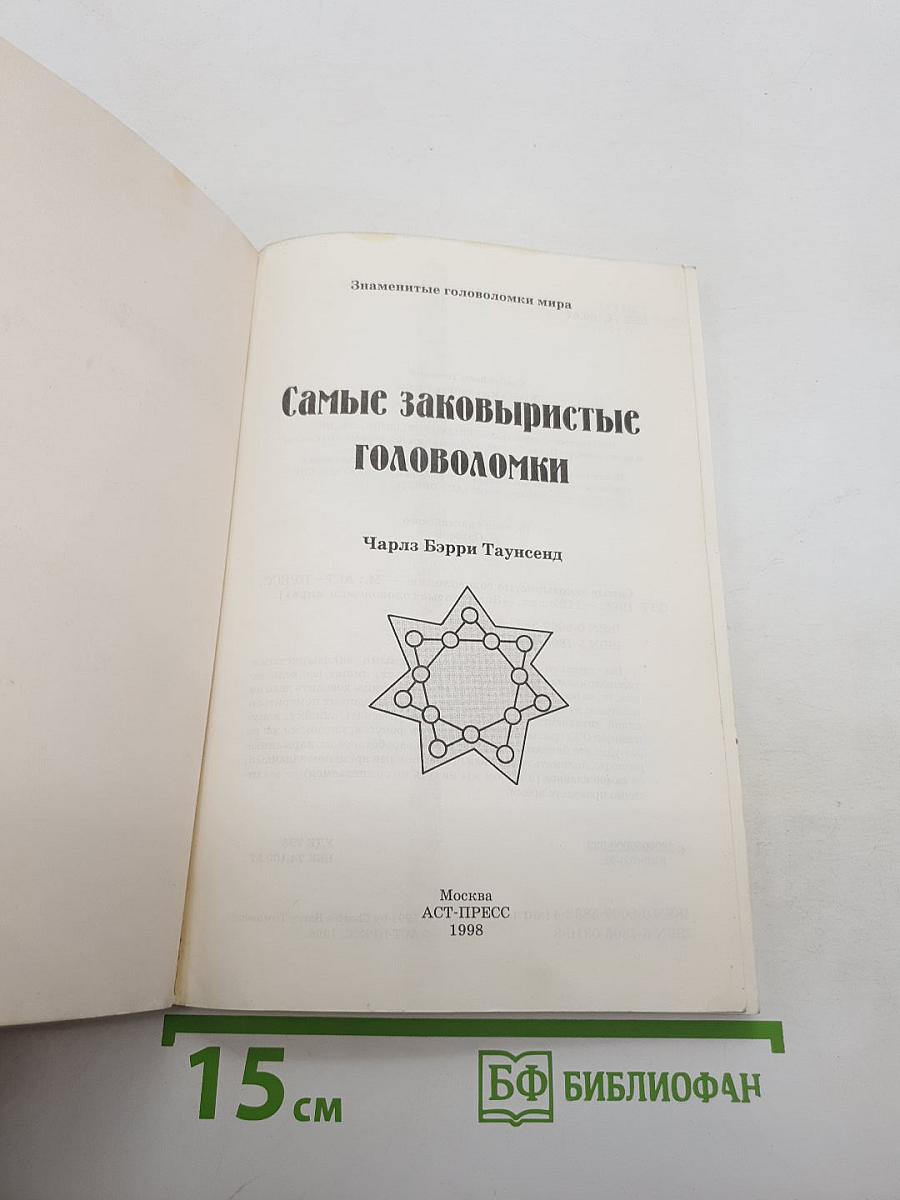 Знаменитые головоломки мира
Самые заковыристые
головоломки
Чарлз Бэрри Таунсенд
Москва
АСТ-ПРЕСС
1998
15 см
БФ БИБЛИОФАН